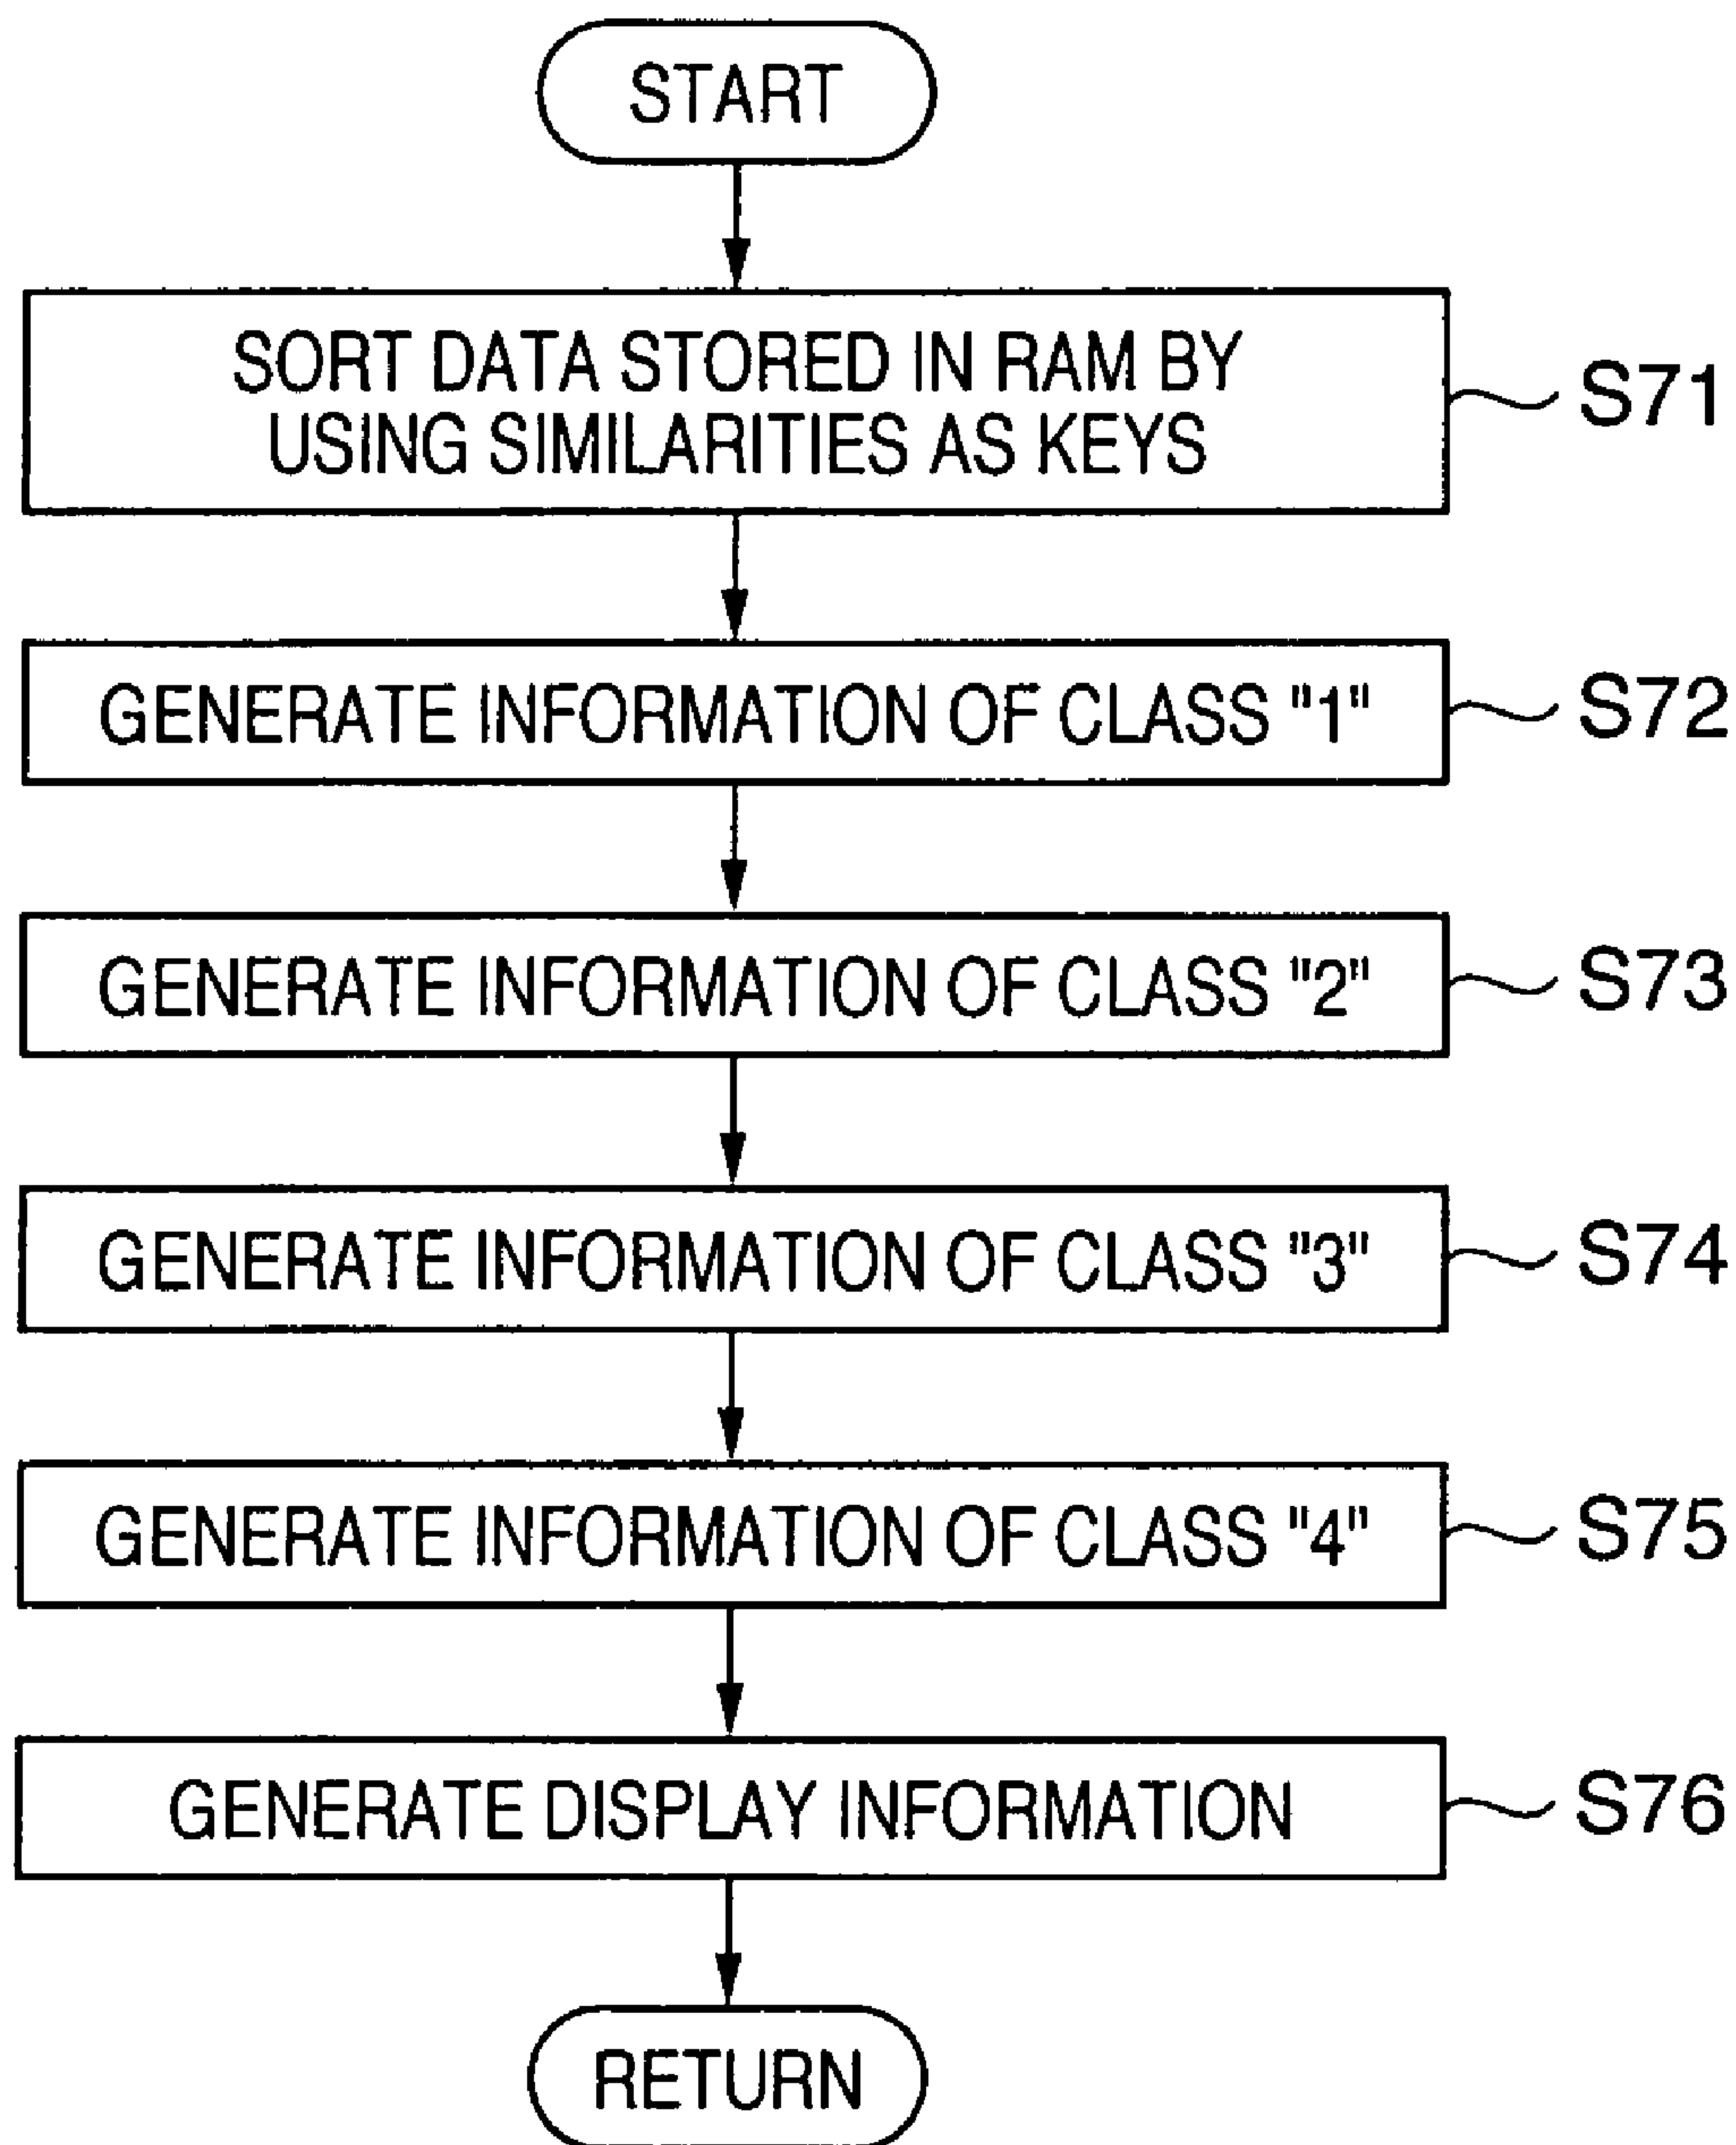 START
SORT DATA STORED IN RAM BY
USING SIMILARITIES AS KEYS
S71
GENERATE INFORMATION OF CLASS "1"
S72
GENERATE INFORMATION OF CLASS "2"
S73
GENERATE INFORMATION OF CLASS "3"
S74
GENERATE INFORMATION OF CLASS "4"
S75
GENERATE DISPLAY INFORMATION
S76
RETURN